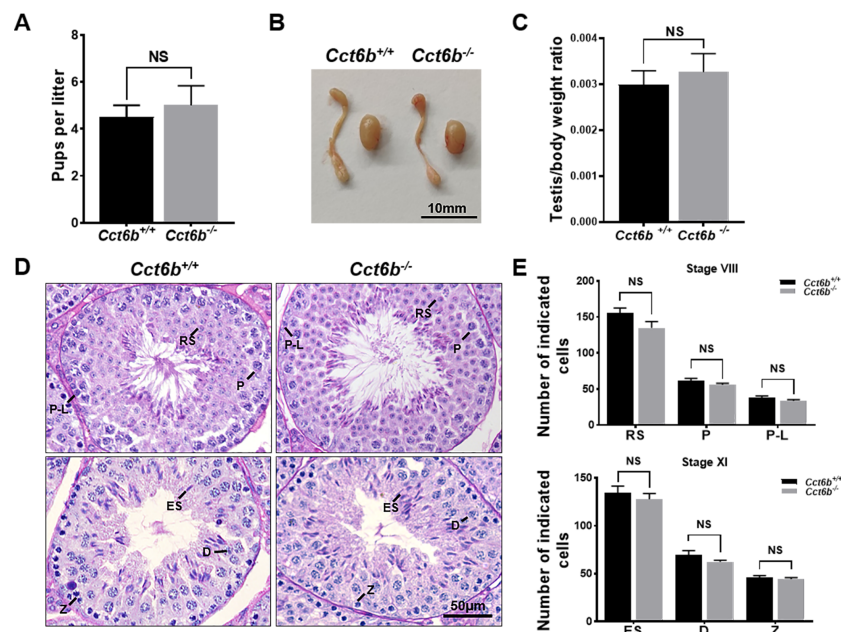 A
Pups per litter
8
6
4
2
0
NS
Cct6b+/+ Cct6b-/-
B
Cct6b+/+ Cct6b-/-
10mm
C
Testis/body weight ratio
0.004
0.003
0.002
0.001
0.000
NS
Cct6b +/+ Cct6b -/-
D
Cct6b+/+ Cct6b-/-
RS
P
P-L
RS
P-L
P
ES
D
Z
ES
D
Z
50μm
E
Stage VIII
Cct6b+/+
Cct6b-/-
Number of indicated
cells
200
150
100
50
0
NS
NS
NS
RS P P-L
Stage XI
Cct6b+/+
Cct6b-/-
Number of indicated
cells
150
100
50
0
NS
NS
NS
ES D Z